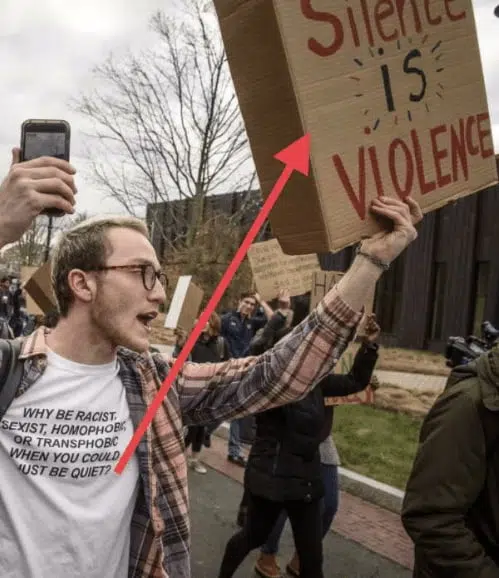 Silence
is
VIOLENCE
WHY BE RACIST,
SEXIST, HOMOPHOBIC,
OR TRANSPHOBIC
WHEN YOU COULD
JUST BE QUIET?